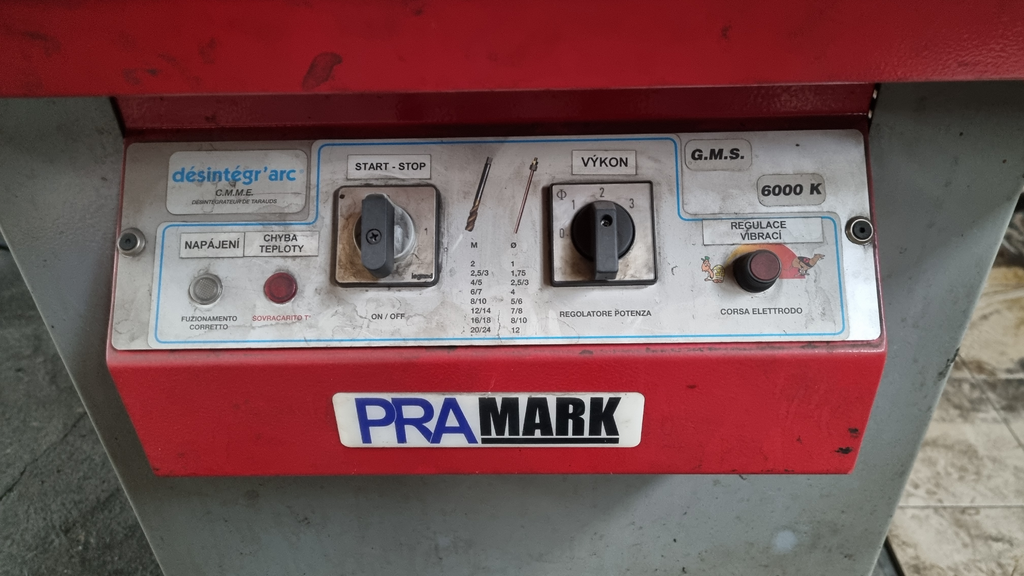 désintégr'arc
C.M.M.E.
DÉSINTEGRATEUR DE TARAUDS
START - STOP
VÝKON
G.M.S.
6000 K
NAPÁJENÍ
CHYBA
TEPLOTY
REGULACE
VIBRACÍ
1
legrand
0
1
2
3
M Ø
2 1
2,5/3 1,75
4/5 2,5/3
6/7 4
8/10 5/6
12/14 7/8
16/18 8/10
20/24 12
FUZIONAMENTO
CORRETTO
SOVRACARITO T°
ON / OFF
REGOLATORE POTENZA
CORSA ELETTRODO
PRAMARK